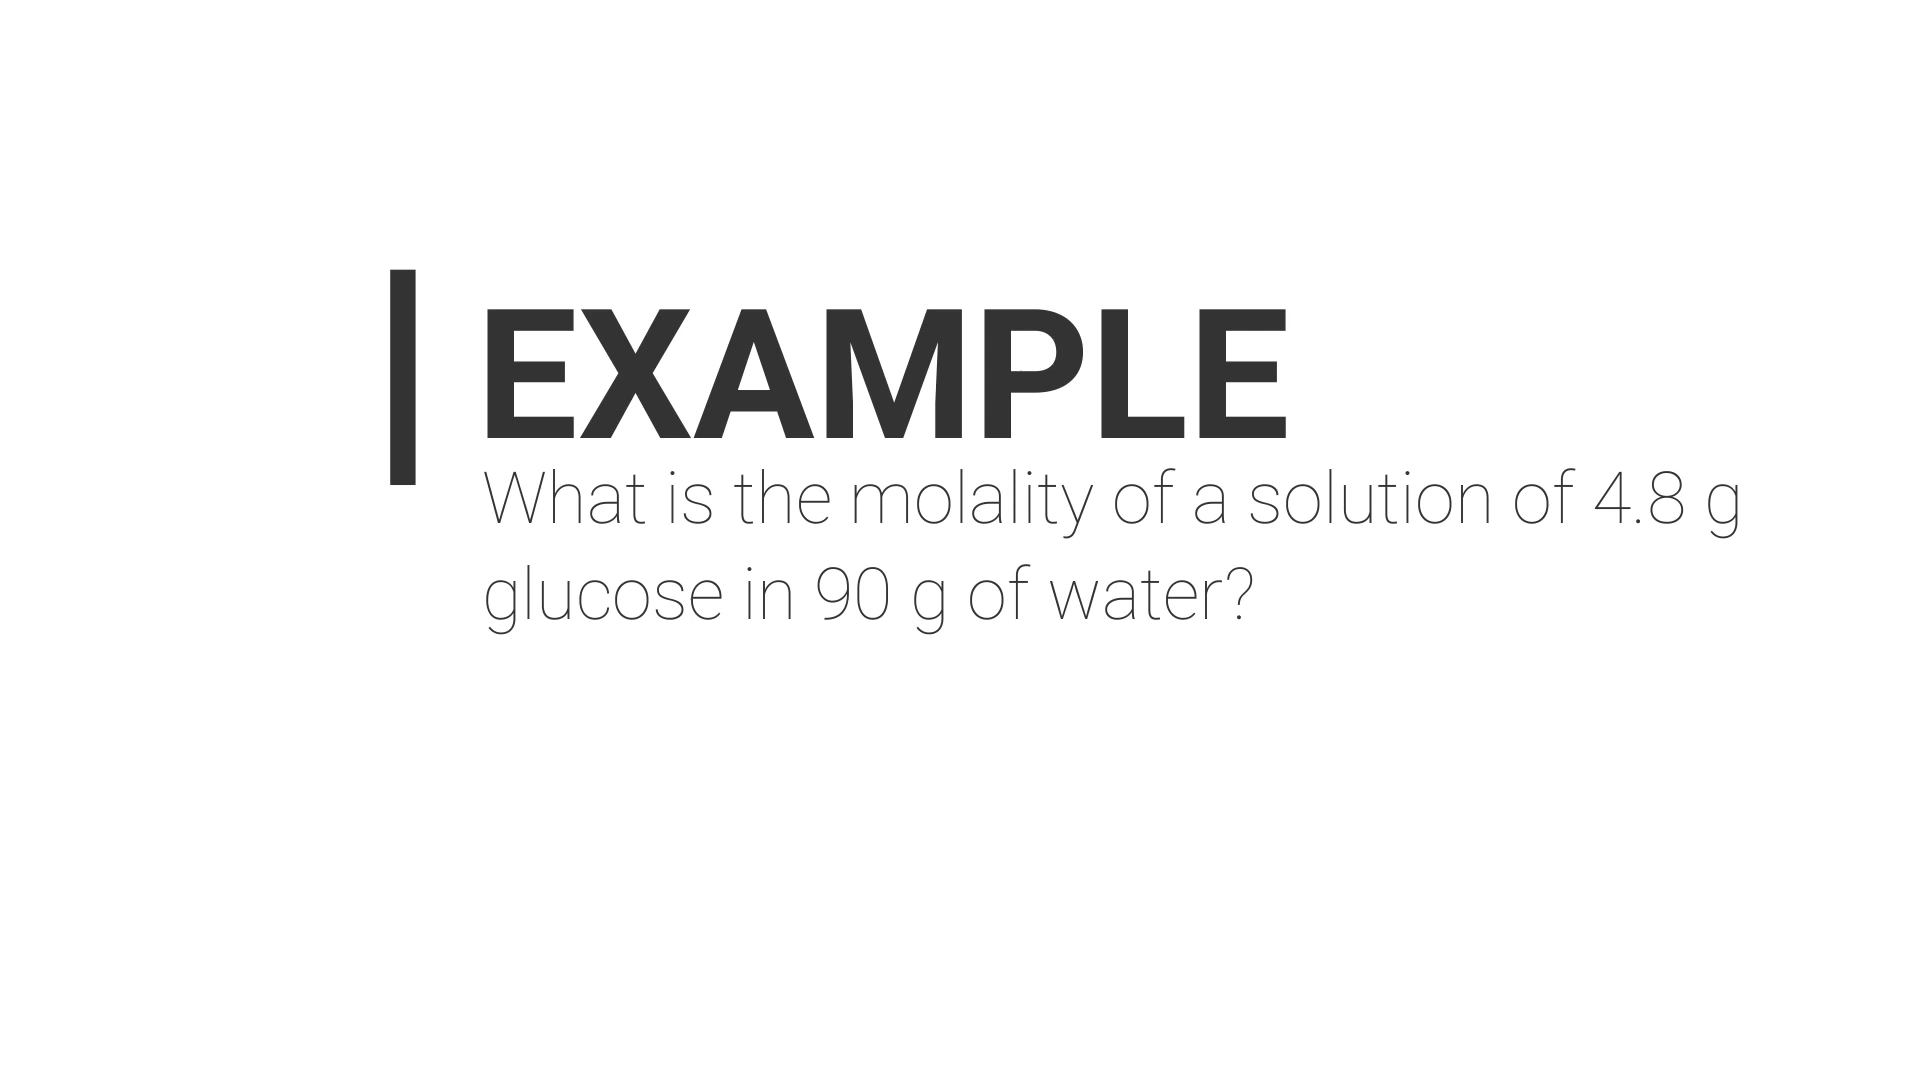 EXAMPLE
What is the molality of a solution of 4.8 g
glucose in 90 g of water?